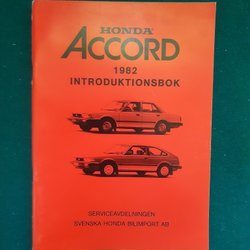 HONDA
ACCORD
1982
INTRODUKTIONSBOK
SERVICEAVDELNINGEN
SVENSKA HONDA BILIMPORT AB